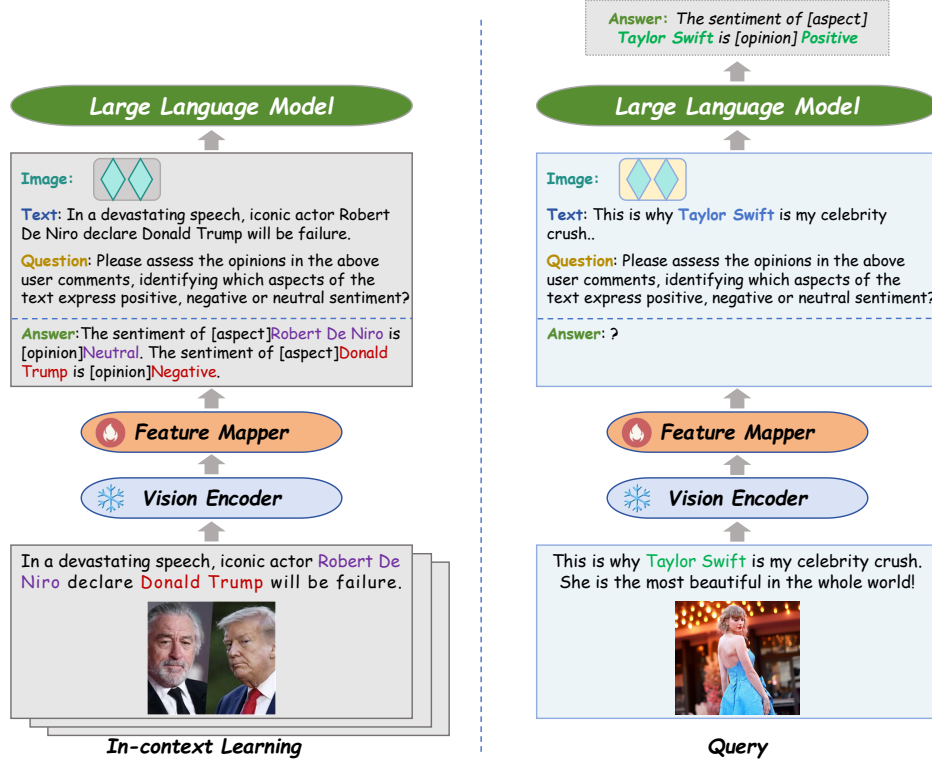 Large Language Model
Image:
Text: In a devastating speech, iconic actor Robert
De Niro declare Donald Trump will be failure.
Question: Please assess the opinions in the above
user comments, identifying which aspects of the
text express positive, negative or neutral sentiment?
Answer:The sentiment of [aspect]Robert De Niro is
[opinion]Neutral. The sentiment of [aspect]Donald
Trump is [opinion]Negative.
Feature Mapper
Vision Encoder
In a devastating speech, iconic actor Robert De
Niro declare Donald Trump will be failure.
In-context Learning
Answer: The sentiment of [aspect]
Taylor Swift is [opinion] Positive
Large Language Model
Image:
Text: This is why Taylor Swift is my celebrity
crush..
Question: Please assess the opinions in the above
user comments, identifying which aspects of the
text express positive, negative or neutral sentiment?
Answer: ?
Feature Mapper
Vision Encoder
This is why Taylor Swift is my celebrity crush.
She is the most beautiful in the whole world!
Query